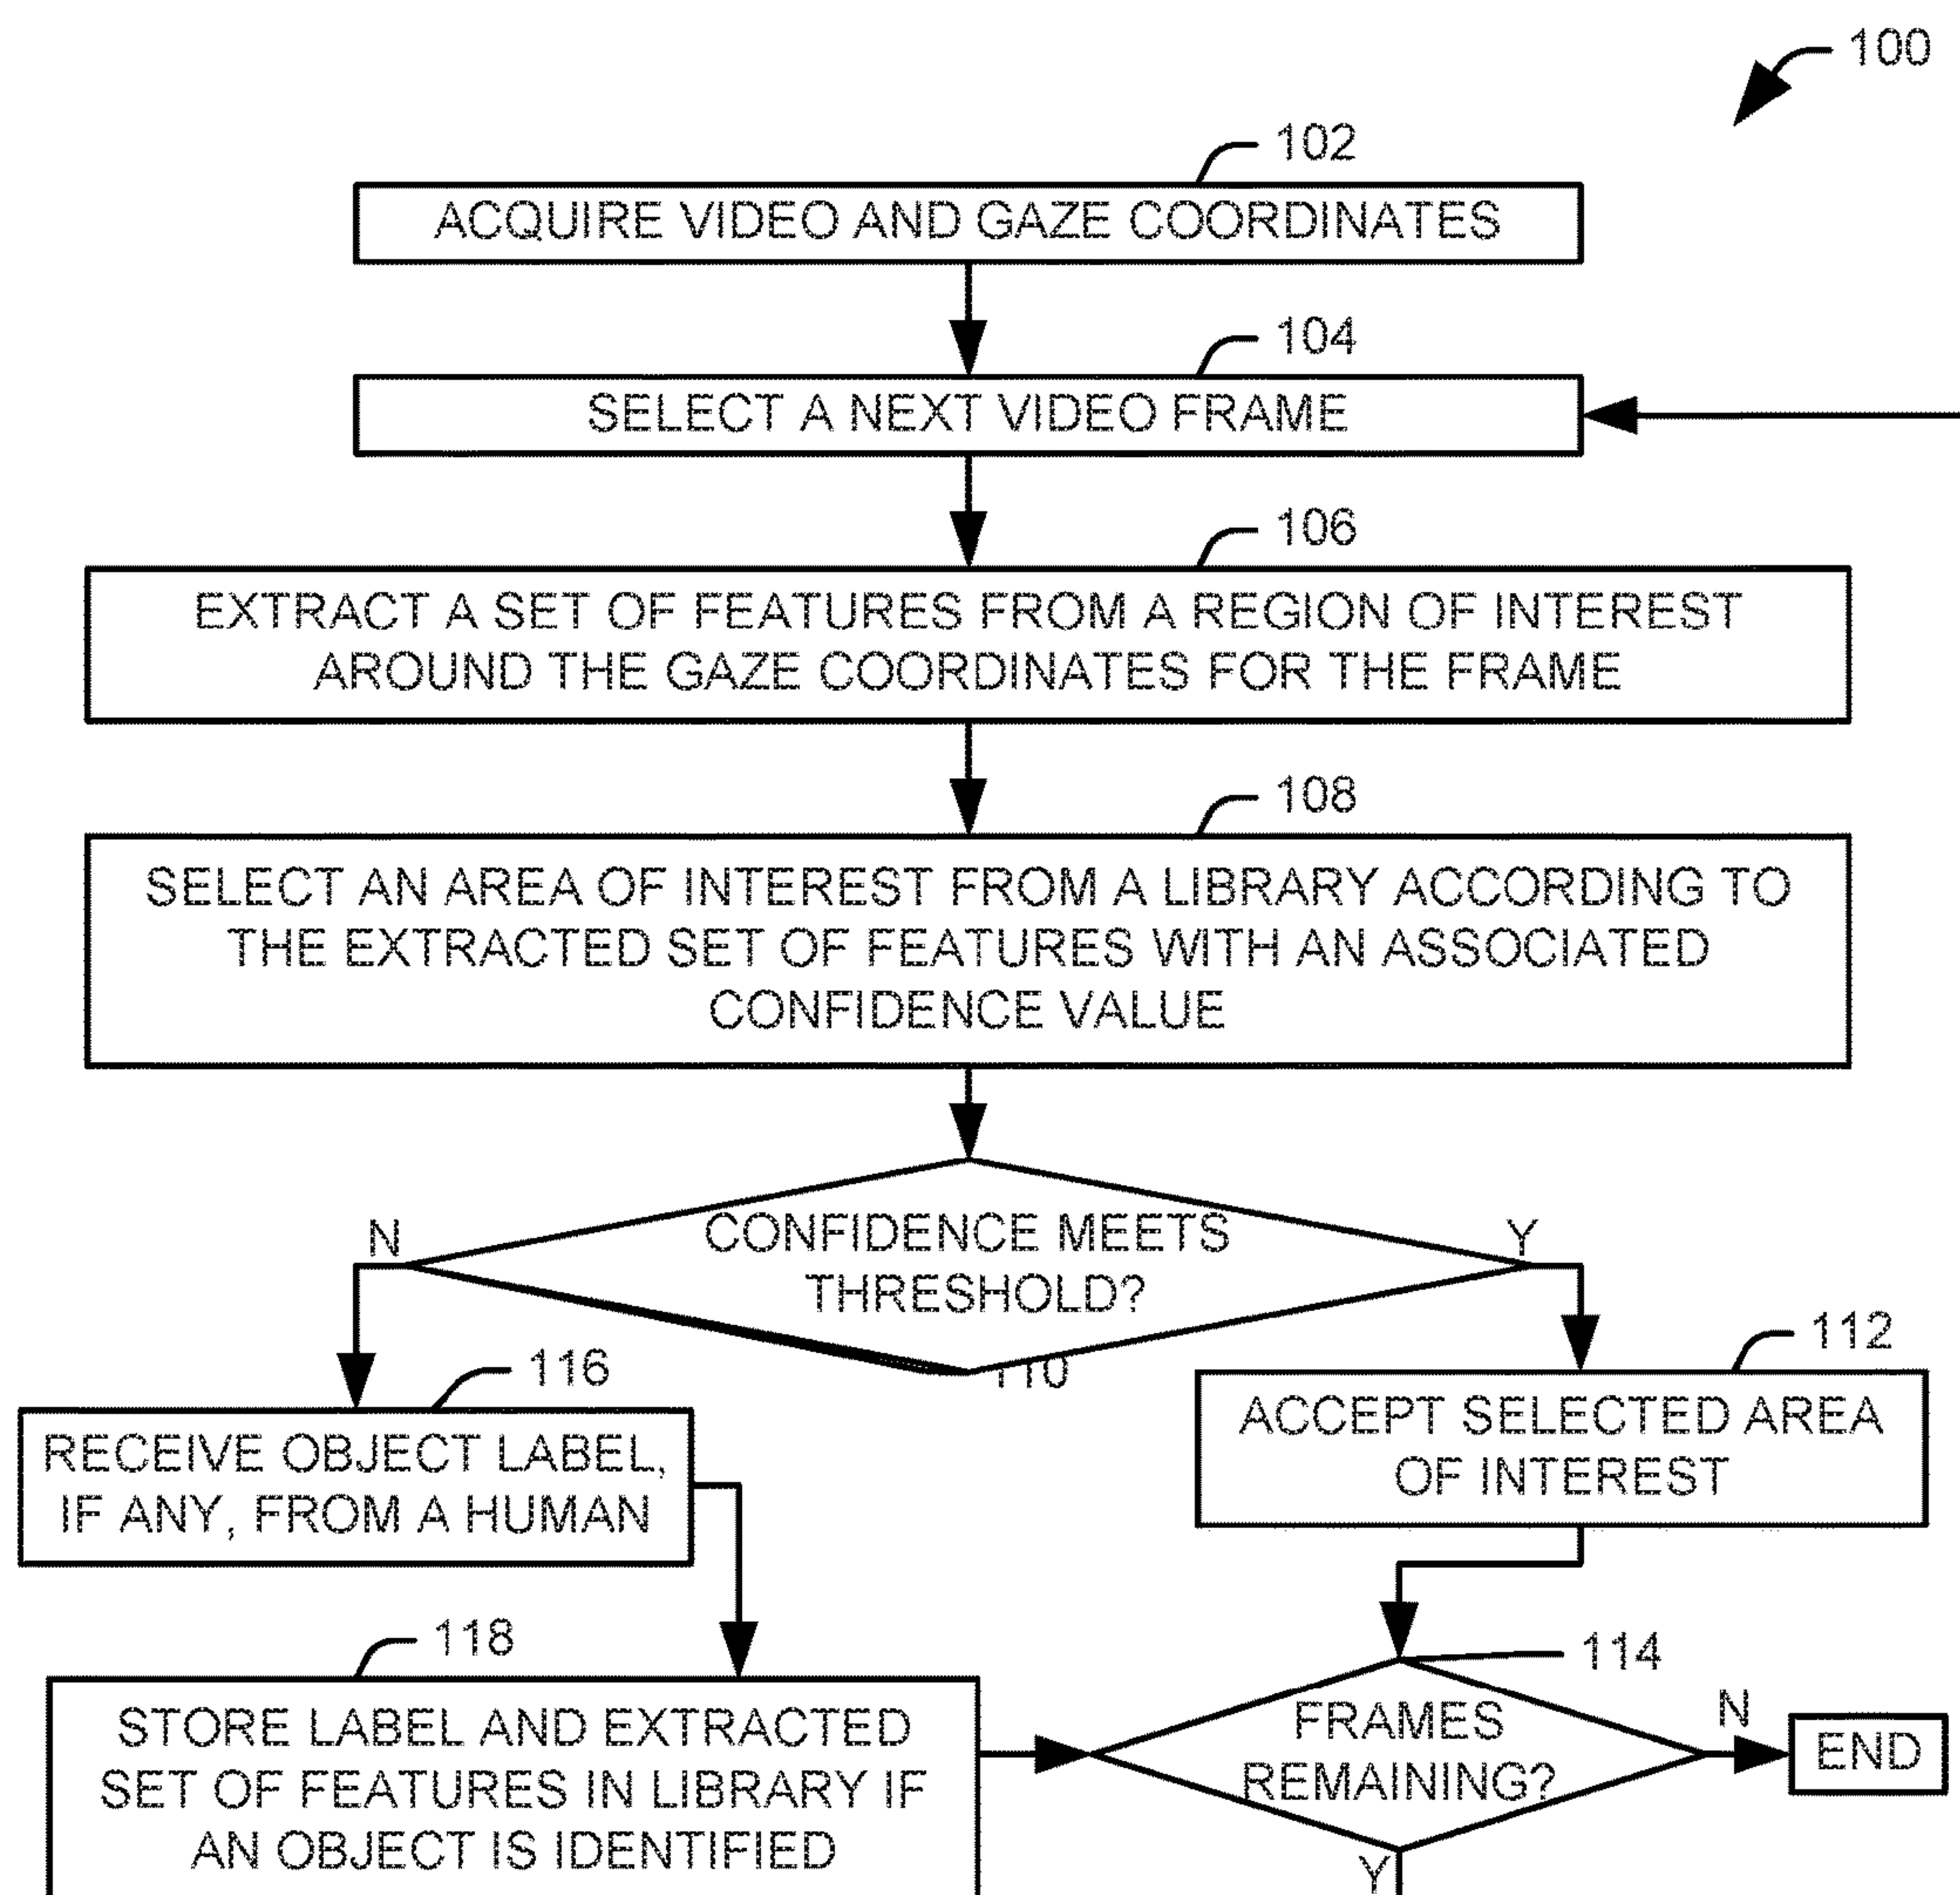 100
102
ACQUIRE VIDEO AND GAZE COORDINATES
104
SELECT A NEXT VIDEO FRAME
106
EXTRACT A SET OF FEATURES FROM A REGION OF INTEREST
AROUND THE GAZE COORDINATES FOR THE FRAME
108
SELECT AN AREA OF INTEREST FROM A LIBRARY ACCORDING TO
THE EXTRACTED SET OF FEATURES WITH AN ASSOCIATED
CONFIDENCE VALUE
N
CONFIDENCE MEETS
THRESHOLD?
Y
110
116
RECEIVE OBJECT LABEL,
IF ANY, FROM A HUMAN
112
ACCEPT SELECTED AREA
OF INTEREST
118
STORE LABEL AND EXTRACTED
SET OF FEATURES IN LIBRARY IF
AN OBJECT IS IDENTIFIED
114
FRAMES
REMAINING?
N
END
Y